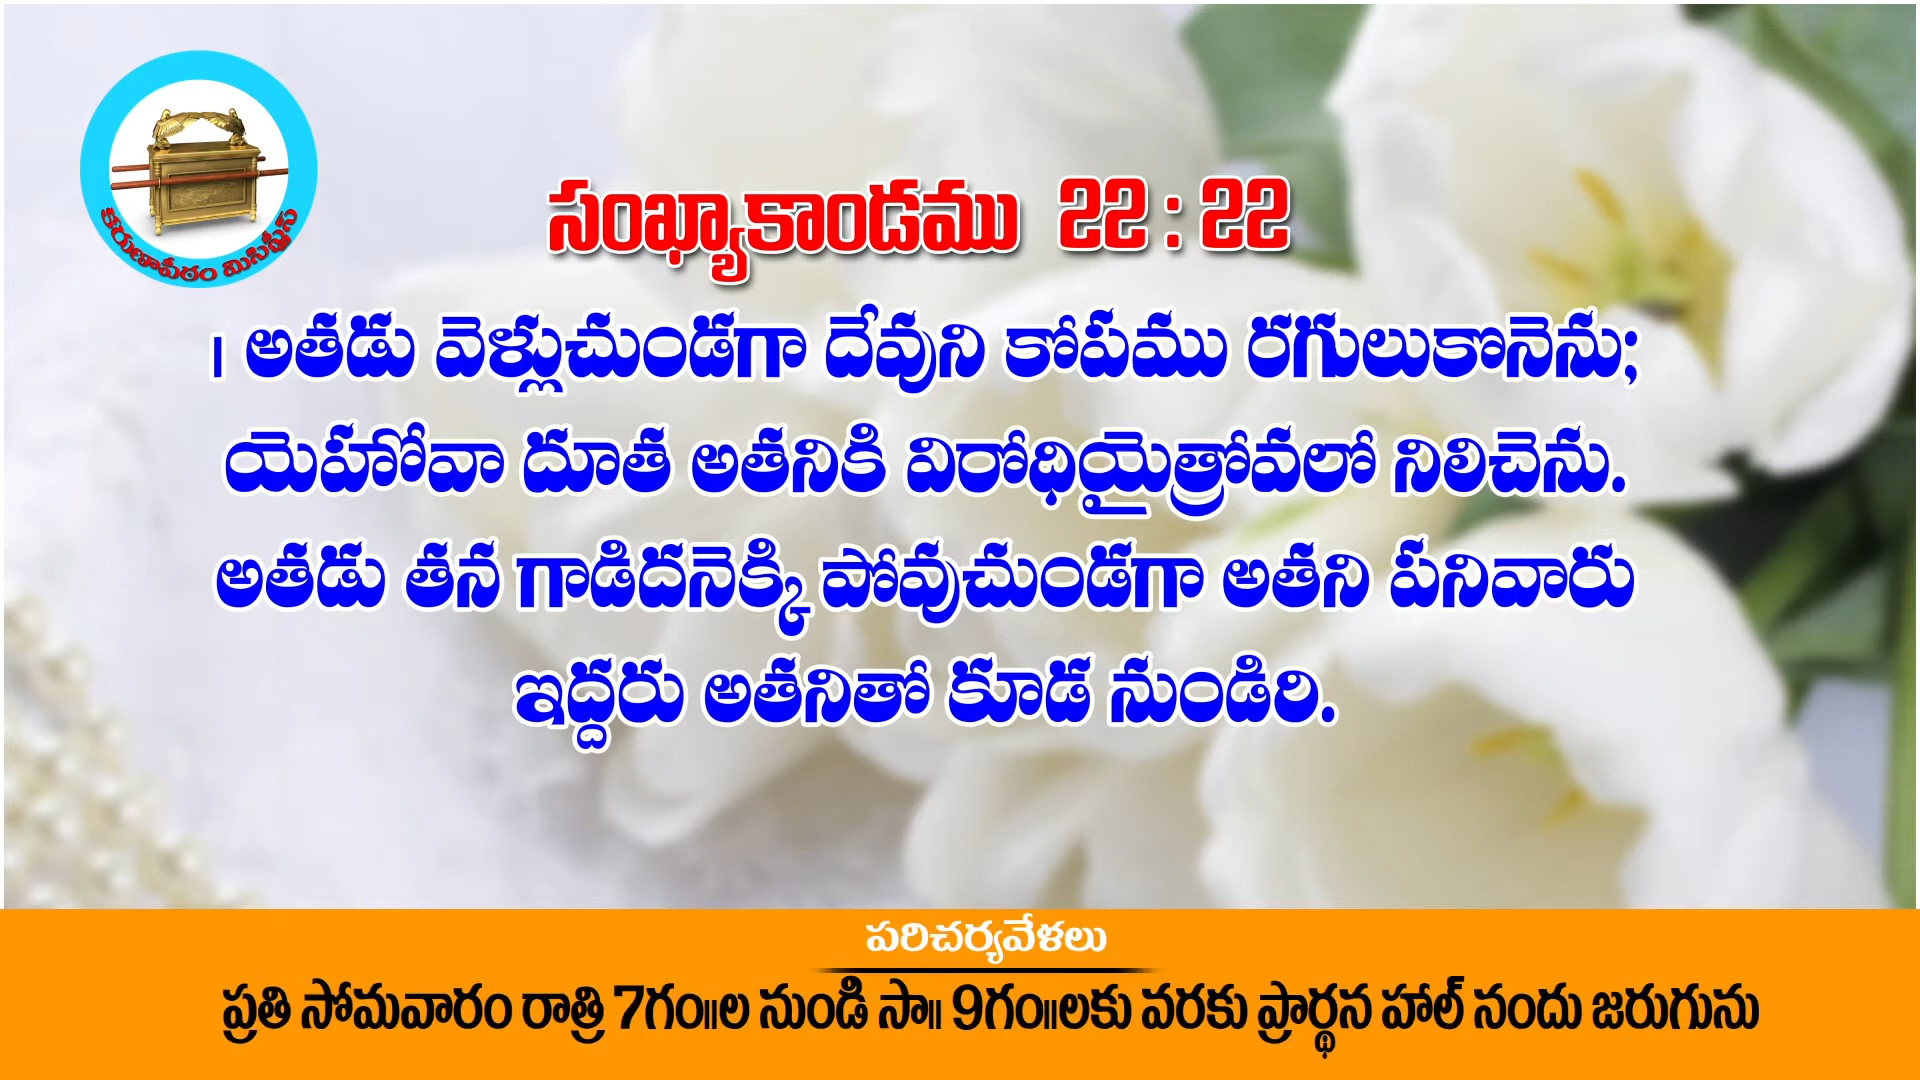 కరుణాపీఠం మినిస్ట్రీస్
సంఖ్యాకాండము 22 : 22
। అతడు వెళ్లుచుండగా దేవుని కోపము రగులుకొనెను;
యెహోవా దూత అతనికి విరోధియైత్రోవలో నిలిచెను.
అతడు తన గాడిదనెక్కి పోవుచుండగా అతని పనివారు
ఇద్దరు అతనితో కూడ నుండిరి.
పరిచర్యవేళలు
ప్రతి సోమవారం రాత్రి 7గం॥ల నుండి సా॥ 9గం॥లకు వరకు ప్రార్థన హాల్ నందు జరుగును